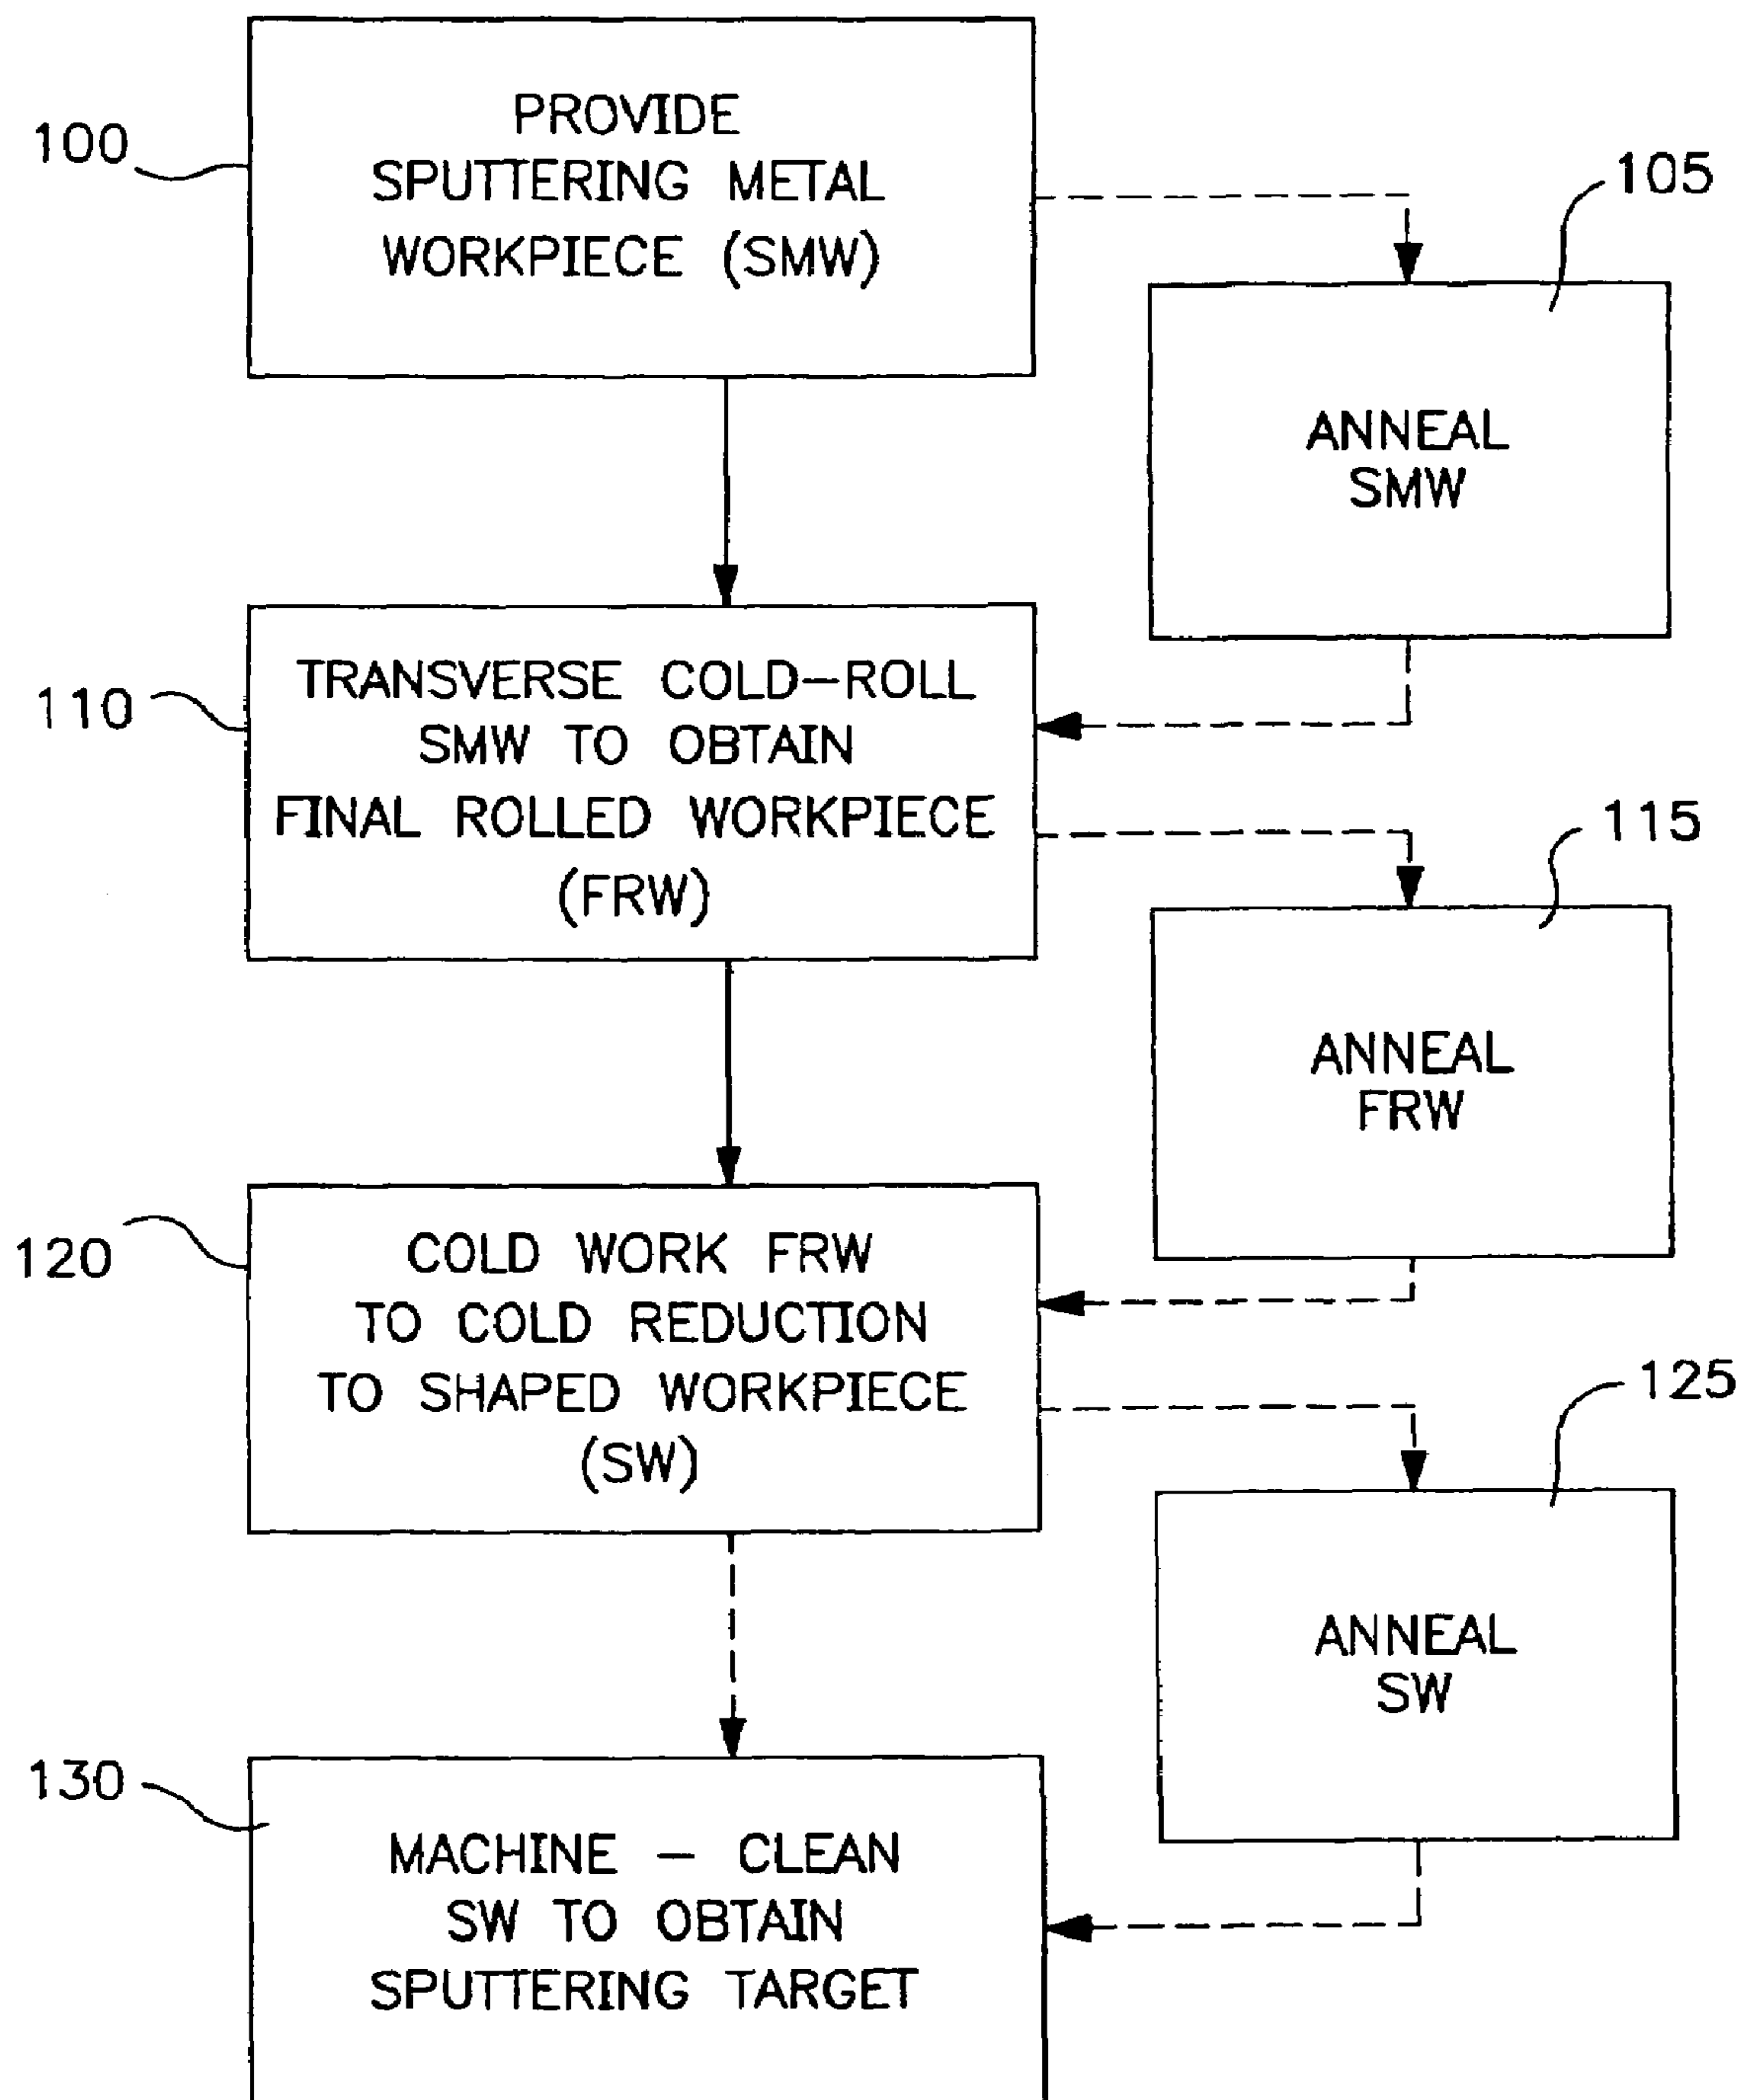 100
PROVIDE
SPUTTERING METAL
WORKPIECE (SMW)
105
ANNEAL
SMW
110
TRANSVERSE COLD-ROLL
SMW TO OBTAIN
FINAL ROLLED WORKPIECE
(FRW)
115
ANNEAL
FRW
120
COLD WORK FRW
TO COLD REDUCTION
TO SHAPED WORKPIECE
(SW)
125
ANNEAL
SW
130
MACHINE - CLEAN
SW TO OBTAIN
SPUTTERING TARGET